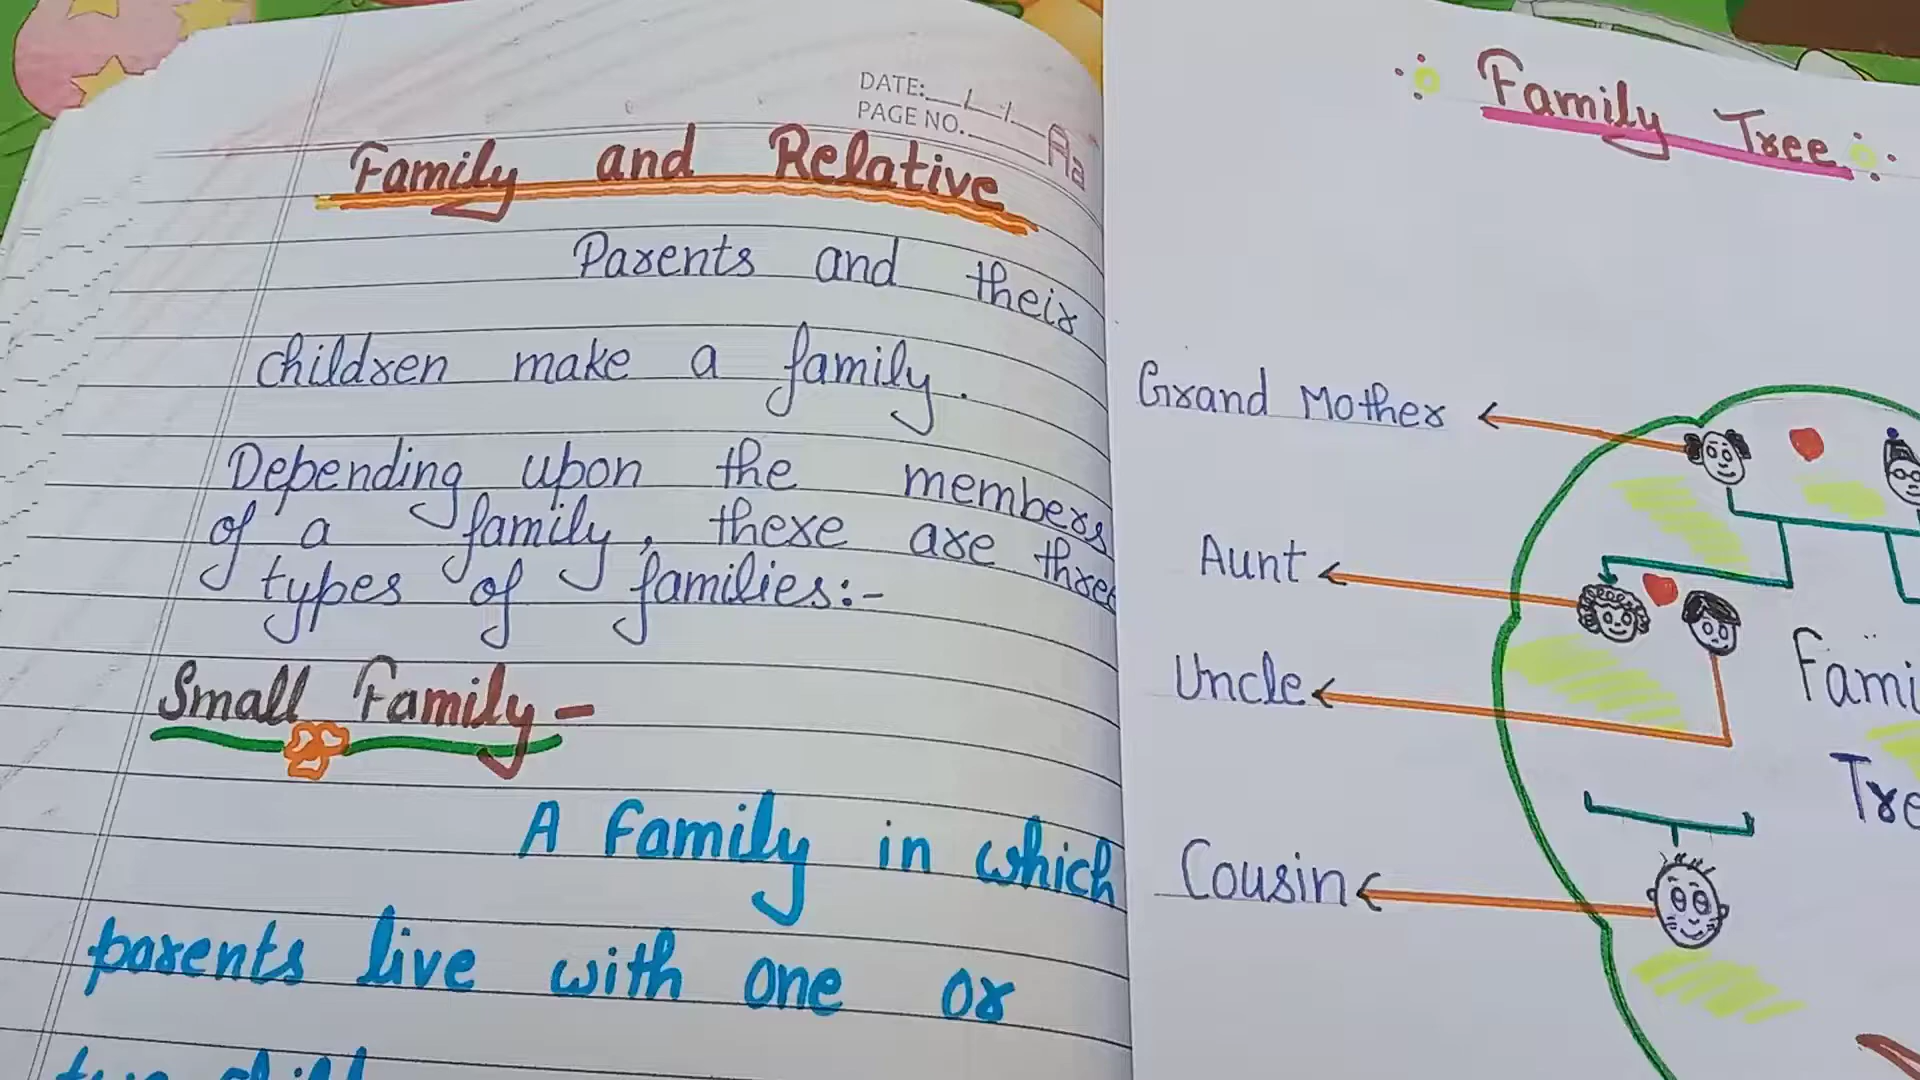 DATE:
PAGE NO.
Aa
Family and Relative
Parents and their
children make a family.
Depending upon the members
of a family, there are three
types of families:-
Small Family -
A family in which
parents live with one or
Family Tree
Grand Mother
Aunt
Uncle
Cousin